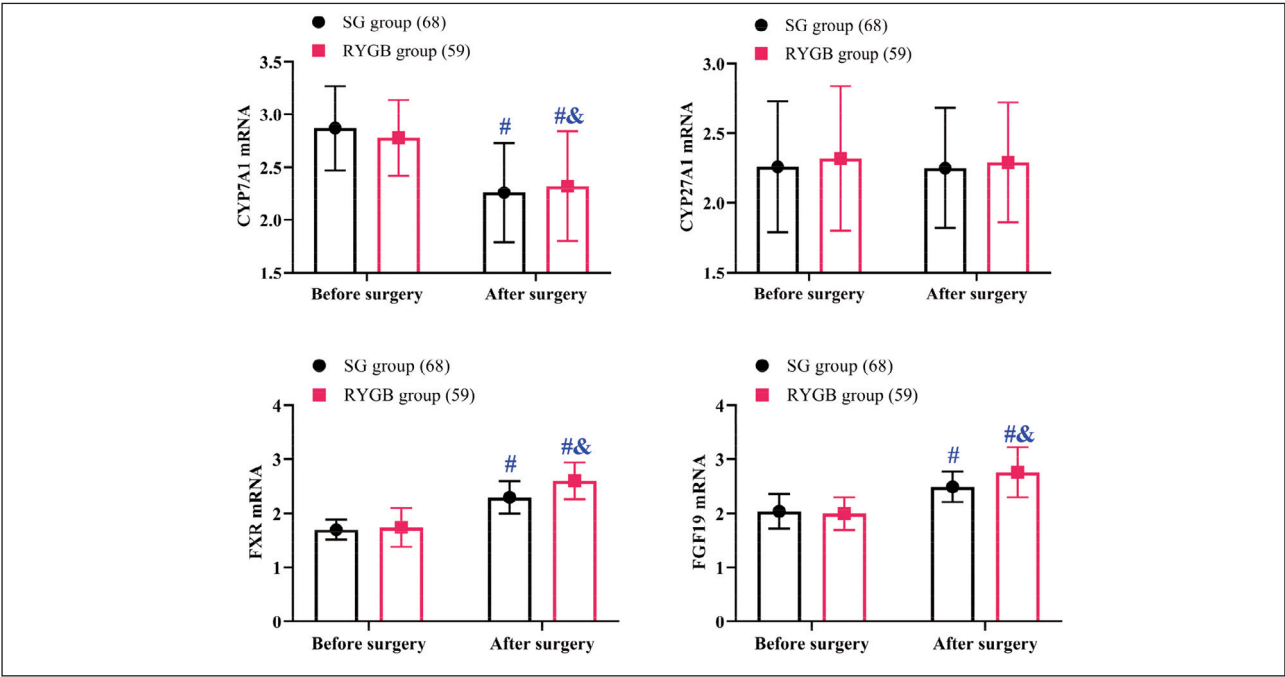 SG group (68)
RYGB group (59)
CYP7A1 mRNA
3.5
3.0
2.5
2.0
1.5
#
#&
Before surgery
After surgery
SG group (68)
RYGB group (59)
CYP27A1 mRNA
3.0
2.5
2.0
1.5
Before surgery
After surgery
SG group (68)
RYGB group (59)
FXR mRNA
4
3
2
1
0
#
#&
Before surgery
After surgery
SG group (68)
RYGB group (59)
FGF19 mRNA
4
3
2
1
0
#
#&
Before surgery
After surgery